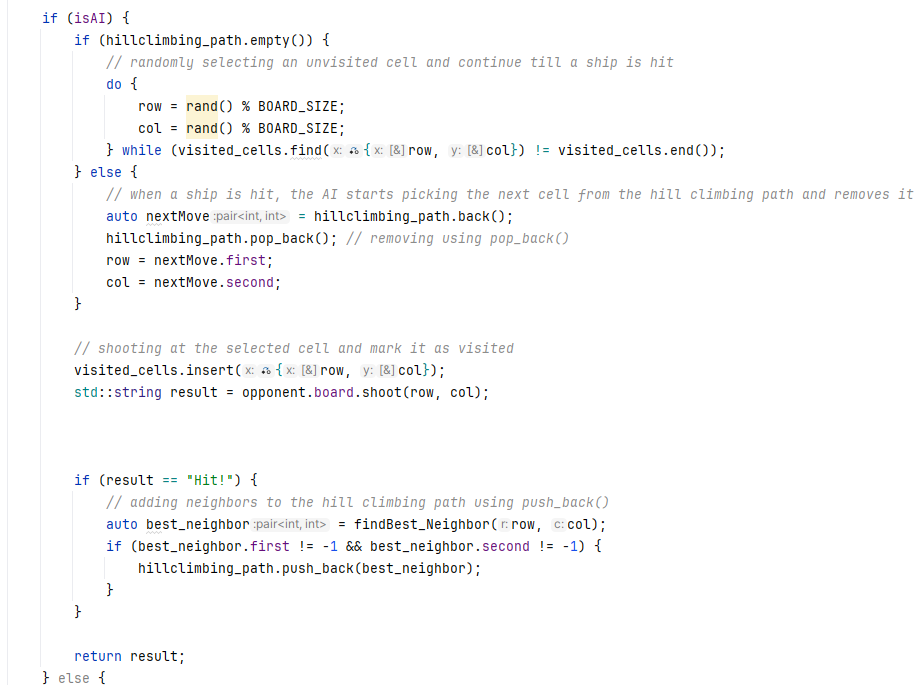 if (isAI) {
if (hillclimbing_path.empty()) {
// randomly selecting an unvisited cell and continue till a ship is hit
do {
row = rand() % BOARD_SIZE;
col = rand() % BOARD_SIZE;
} while (visited_cells.find( x: {x: [&]row, y: [&]col}) != visited_cells.end());
} else {
// when a ship is hit, the AI starts picking the next cell from the hill climbing path and removes it
auto nextMove :pair<int, int> = hillclimbing_path.back();
hillclimbing_path.pop_back(); // removing using pop_back()
row = nextMove.first;
col = nextMove.second;
}
// shooting at the selected cell and mark it as visited
visited_cells.insert( x: {x: [&]row, y: [&]col});
std::string result = opponent.board.shoot(row, col);
if (result == "Hit!") {
// adding neighbors to the hill climbing path using push_back()
auto best_neighbor :pair<int, int> = findBest_Neighbor( r: row, c: col);
if (best_neighbor.first != -1 && best_neighbor.second != -1) {
hillclimbing_path.push_back(best_neighbor);
}
}
return result;
} else {